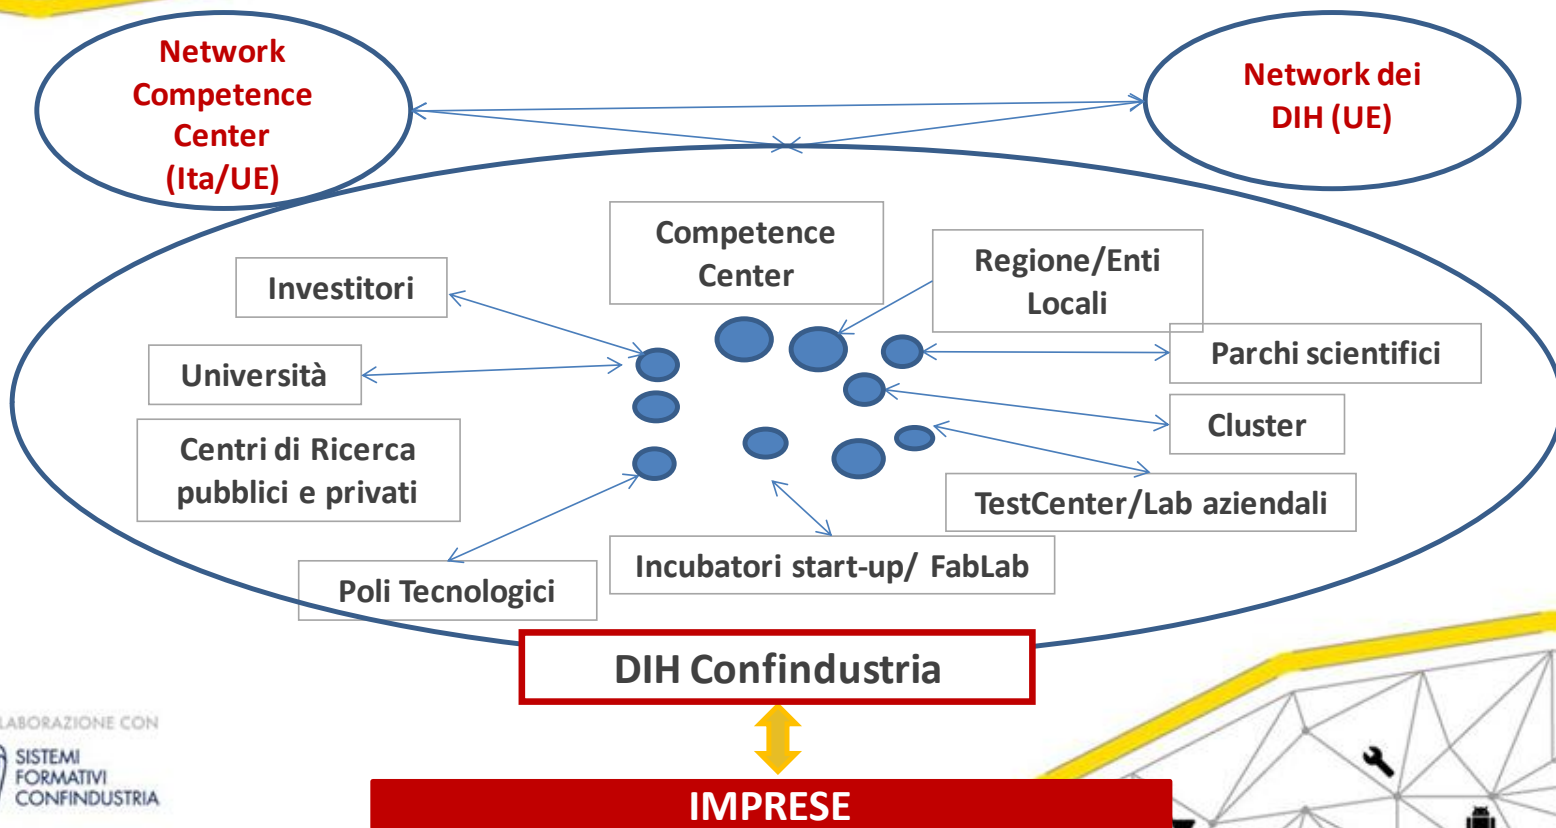 Network
Competence
Center
(Ita/UE)
Network dei
DIH (UE)
Competence
Center
Regione/Enti
Locali
Investitori
Parchi scientifici
Università
Cluster
Centri di Ricerca
pubblici e privati
TestCenter/Lab aziendali
Incubatori start-up/ FabLab
Poli Tecnologici
DIH Confindustria
LABORAZIONE CON
SISTEMI
FORMATIVI
CONFINDUSTRIA
IMPRESE